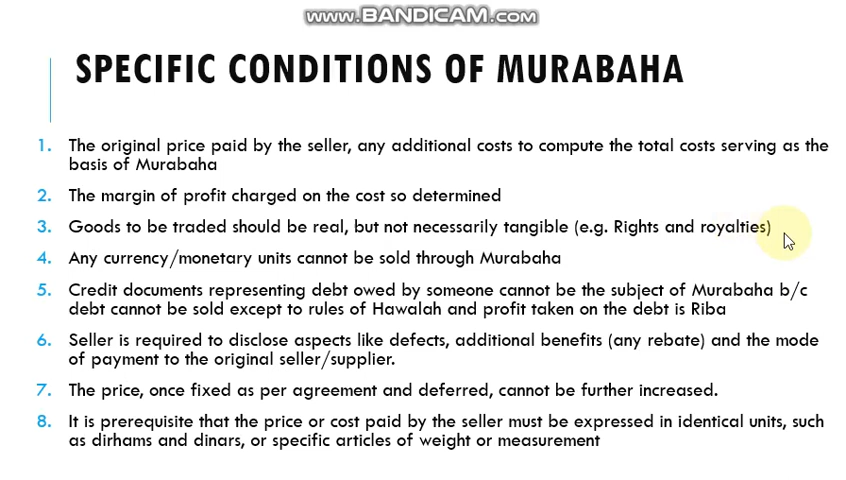 www.BANDICAM.com
SPECIFIC CONDITIONS OF MURABAHA
1. The original price paid by the seller, any additional costs to compute the total costs serving as the
basis of Murabaha
2. The margin of profit charged on the cost so determined
3. Goods to be traded should be real, but not necessarily tangible (e.g. Rights and royalties)
4. Any currency/monetary units cannot be sold through Murabaha
5. Credit documents representing debt owed by someone cannot be the subject of Murabaha b/c
debt cannot be sold except to rules of Hawalah and profit taken on the debt is Riba
6. Seller is required to disclose aspects like defects, additional benefits (any rebate) and the mode
of payment to the original seller/supplier.
7. The price, once fixed as per agreement and deferred, cannot be further increased.
8. It is prerequisite that the price or cost paid by the seller must be expressed in identical units, such
as dirhams and dinars, or specific articles of weight or measurement